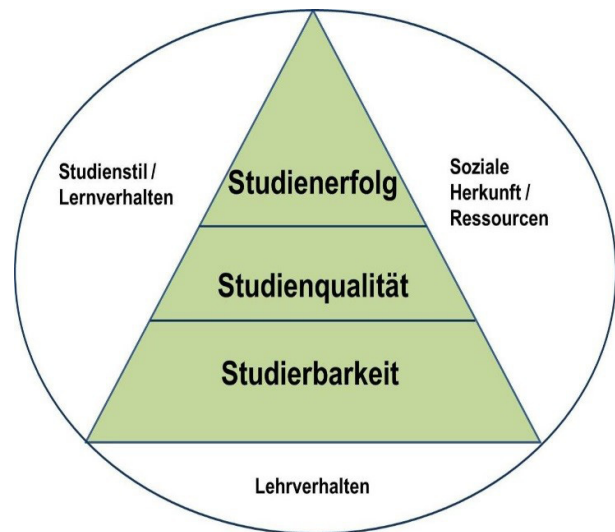 Studienstil /
Lernverhalten
Soziale
Herkunft /
Ressourcen
Studienerfolg
Studienqualität
Studierbarkeit
Lehrverhalten